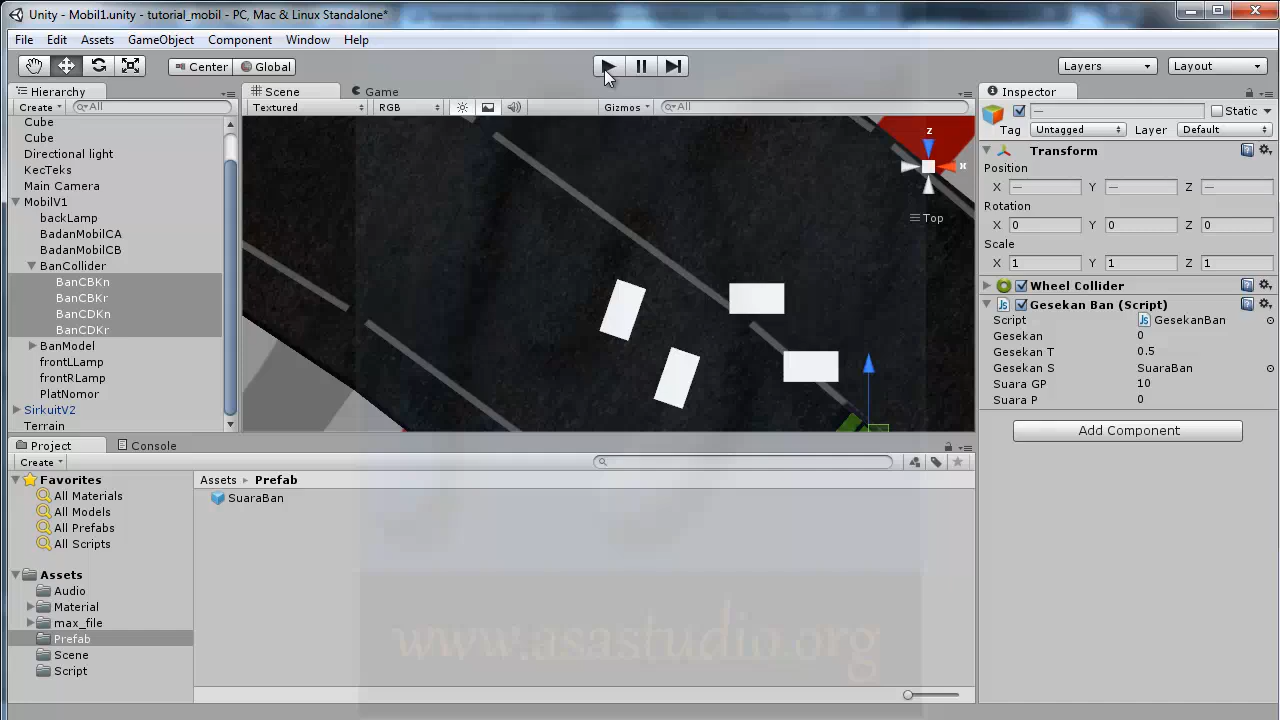 Unity - Mobil1.unity - tutorial_mobil - PC, Mac & Linux Standalone*
File Edit Assets GameObject Component Window Help
Center Global Layers Layout
Hierarchy Scene Game Inspector
Create All Textured RGB Gizmos All
Static
Tag Untagged Layer Default
Cube
Cube
Directional light
KecTeks
Main Camera
MobilV1
backLamp
BadanMobilCA
BadanMobilCB
BanCollider
BanCBKn
BanCBKr
BanCDKn
BanCDKr
BanModel
frontLLamp
frontRLamp
PlatNomor
SirkuitV2
Terrain
z
x
Top
Transform
Position
X — Y — Z —
Rotation
X 0 Y 0 Z 0
Scale
X 1 Y 1 Z 1
Wheel Collider
Gesekan Ban (Script)
Script GesekanBan
Gesekan 0
Gesekan T 0.5
Gesekan S SuaraBan
Suara GP 10
Suara P 0
Add Component
Project Console
Create
Favorites
All Materials
All Models
All Prefabs
All Scripts
Assets
Audio
Material
max_file
Prefab
Scene
Script
Assets Prefab
SuaraBan
www.asastudio.org